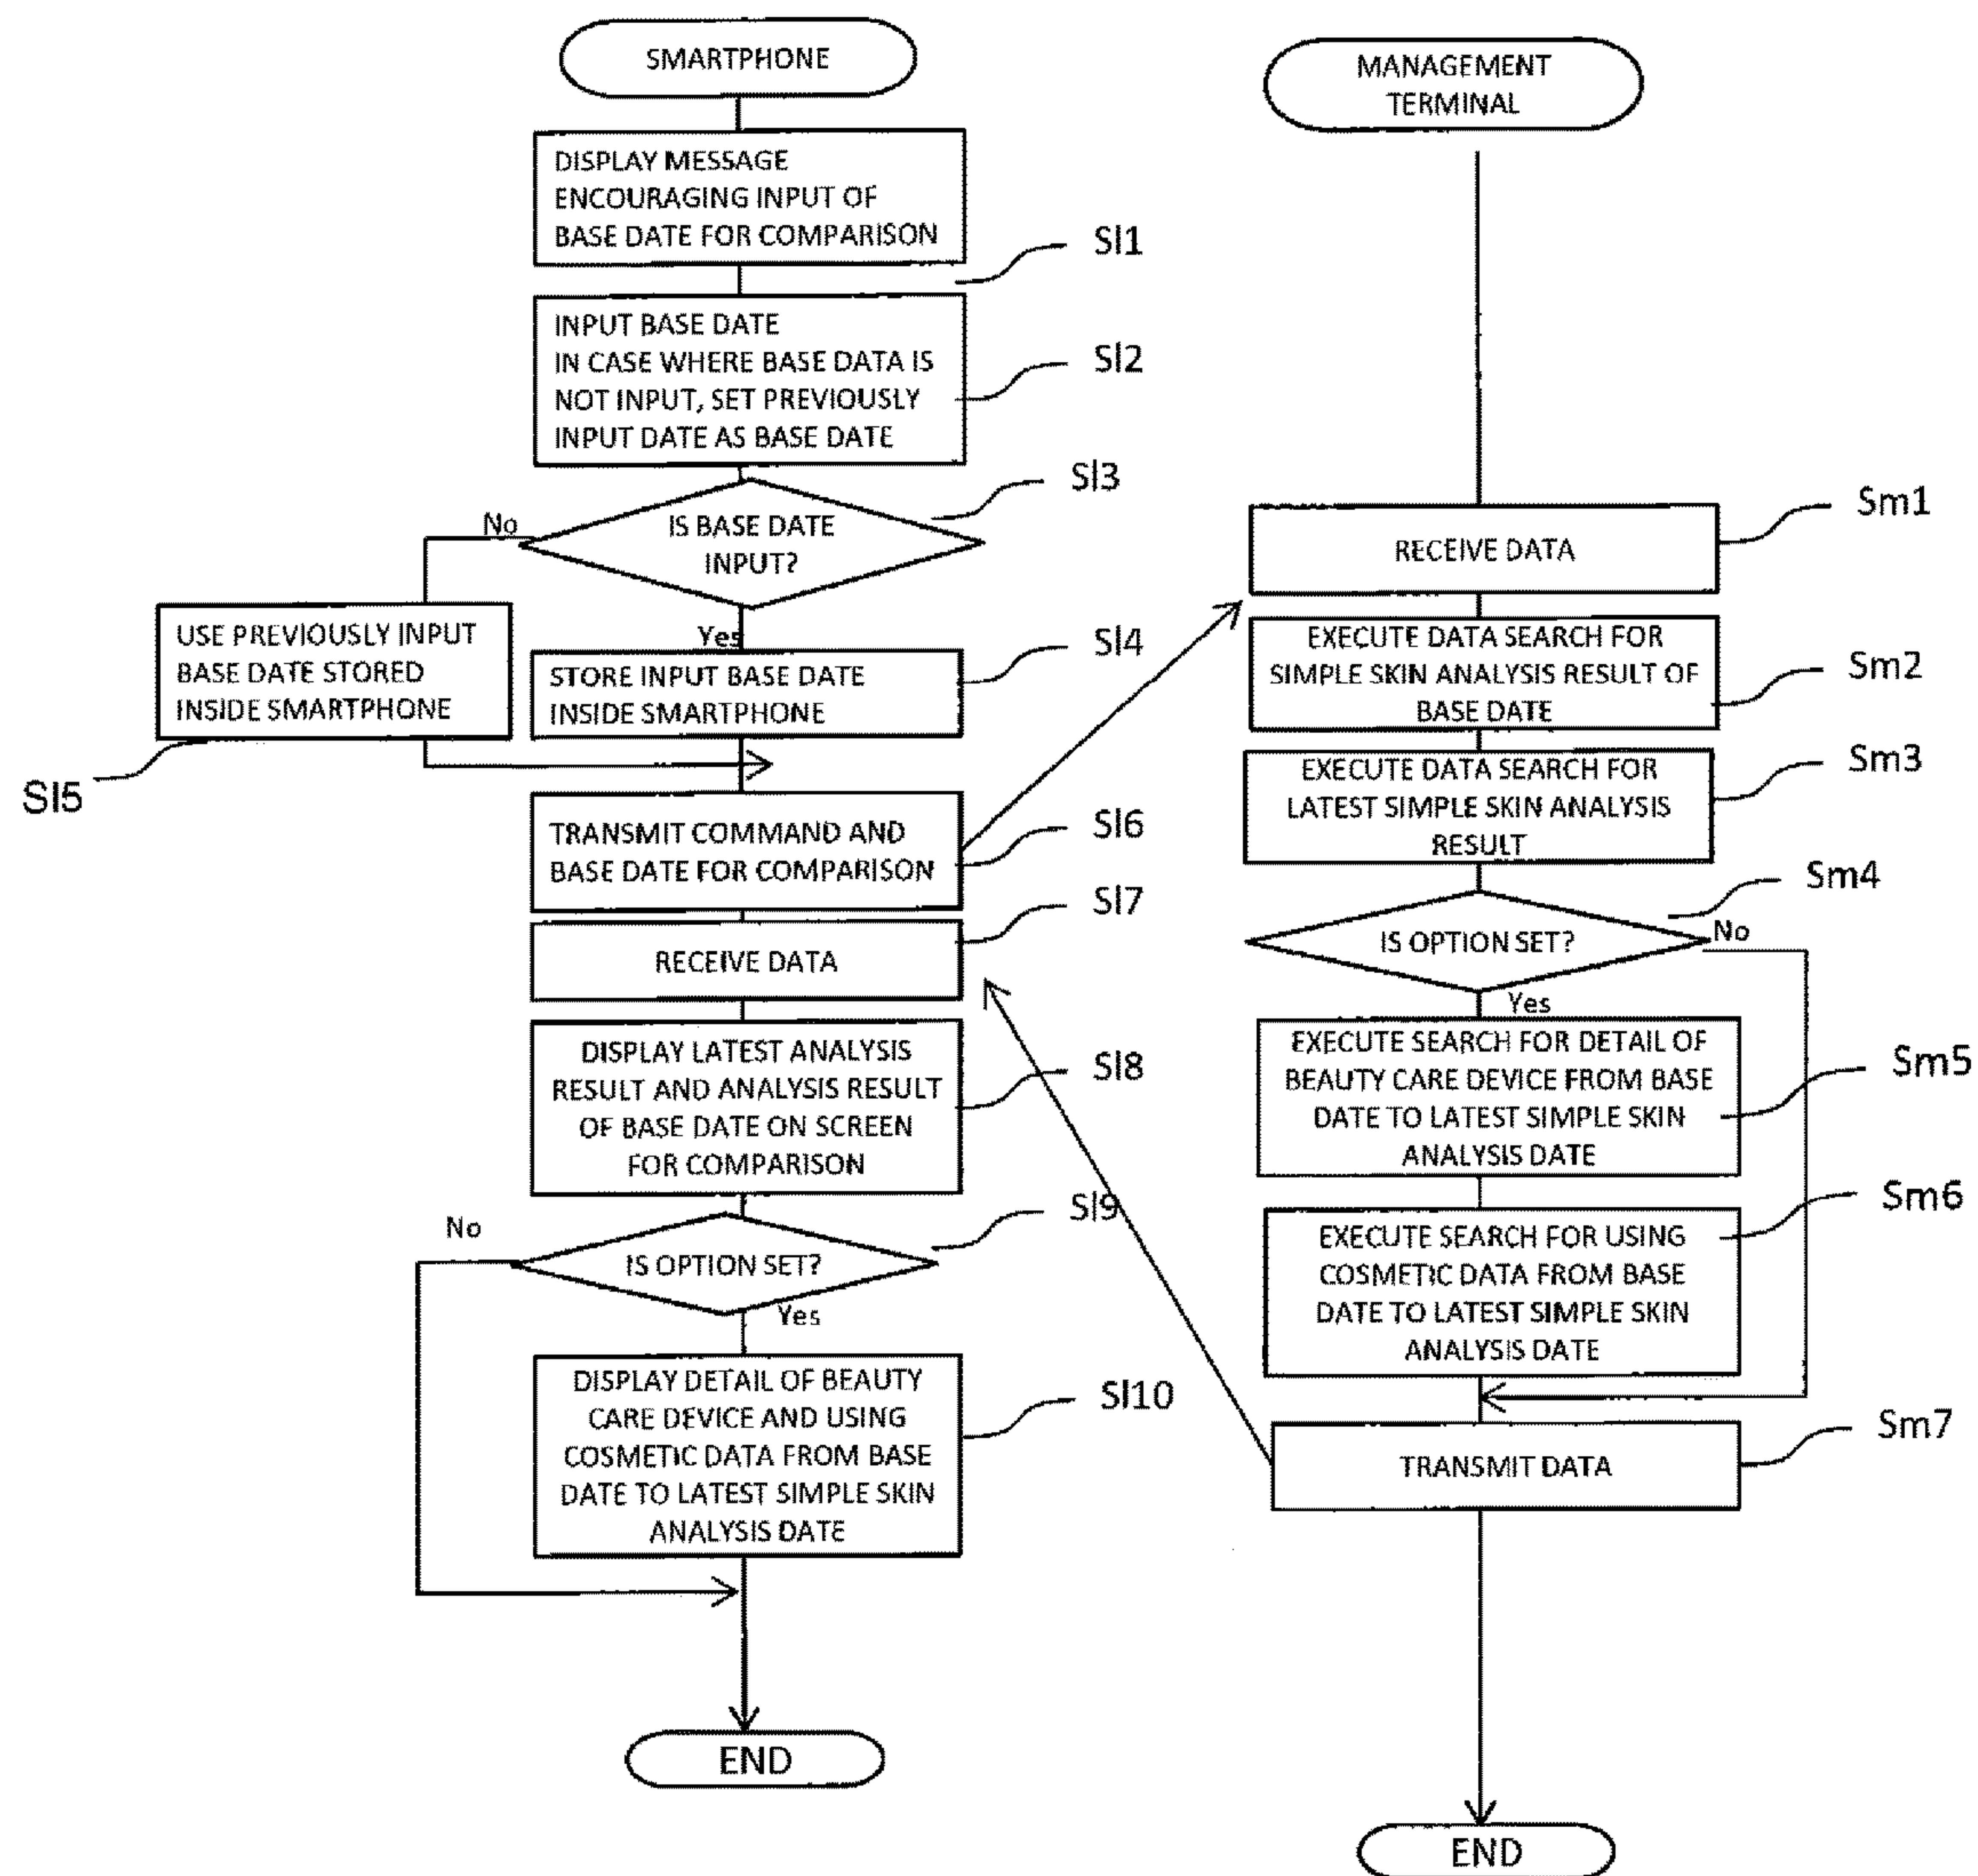 SMARTPHONE
DISPLAY MESSAGE
ENCOURAGING INPUT OF
BASE DATE FOR COMPARISON
Sl1
INPUT BASE DATE
IN CASE WHERE BASE DATA IS
NOT INPUT, SET PREVIOUSLY
INPUT DATE AS BASE DATE
Sl2
IS BASE DATE
INPUT?
Sl3
No
Yes
USE PREVIOUSLY INPUT
BASE DATE STORED
INSIDE SMARTPHONE
Sl5
STORE INPUT BASE DATE
INSIDE SMARTPHONE
Sl4
TRANSMIT COMMAND AND
BASE DATE FOR COMPARISON
Sl6
RECEIVE DATA
Sl7
DISPLAY LATEST ANALYSIS
RESULT AND ANALYSIS RESULT
OF BASE DATE ON SCREEN
FOR COMPARISON
Sl8
IS OPTION SET?
Sl9
No
Yes
DISPLAY DETAIL OF BEAUTY
CARE DEVICE AND USING
COSMETIC DATA FROM BASE
DATE TO LATEST SIMPLE SKIN
ANALYSIS DATE
Sl10
END
MANAGEMENT
TERMINAL
RECEIVE DATA
Sm1
EXECUTE DATA SEARCH FOR
SIMPLE SKIN ANALYSIS RESULT OF
BASE DATE
Sm2
EXECUTE DATA SEARCH FOR
LATEST SIMPLE SKIN ANALYSIS
RESULT
Sm3
IS OPTION SET?
Sm4
No
Yes
EXECUTE SEARCH FOR DETAIL OF
BEAUTY CARE DEVICE FROM BASE
DATE TO LATEST SIMPLE SKIN
ANALYSIS DATE
Sm5
EXECUTE SEARCH FOR USING
COSMETIC DATA FROM BASE
DATE TO LATEST SIMPLE SKIN
ANALYSIS DATE
Sm6
TRANSMIT DATA
Sm7
END